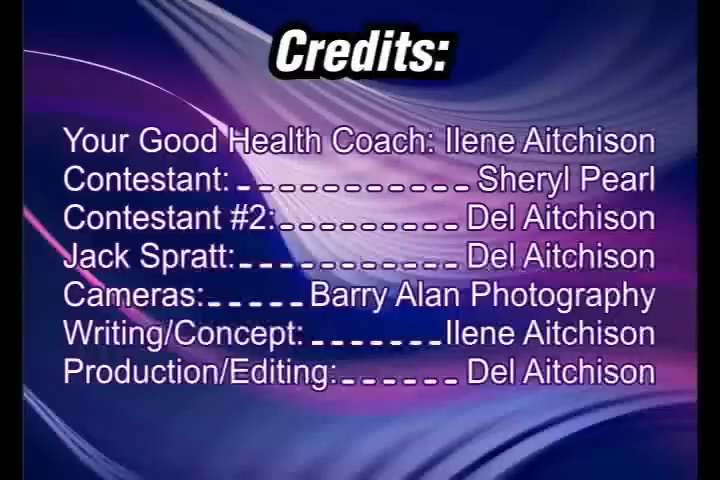 Credits:
Your Good Health Coach: Ilene Aitchison
Contestant: - - - - - - - - - - - Sheryl Pearl
Contestant #2:- - - - - - - - - Del Aitchison
Jack Spratt:- - - - - - - - - - - Del Aitchison
Cameras:- - - - - Barry Alan Photography
Writing/Concept: - - - - - - -Ilene Aitchison
Production/Editing:- - - - - - Del Aitchison